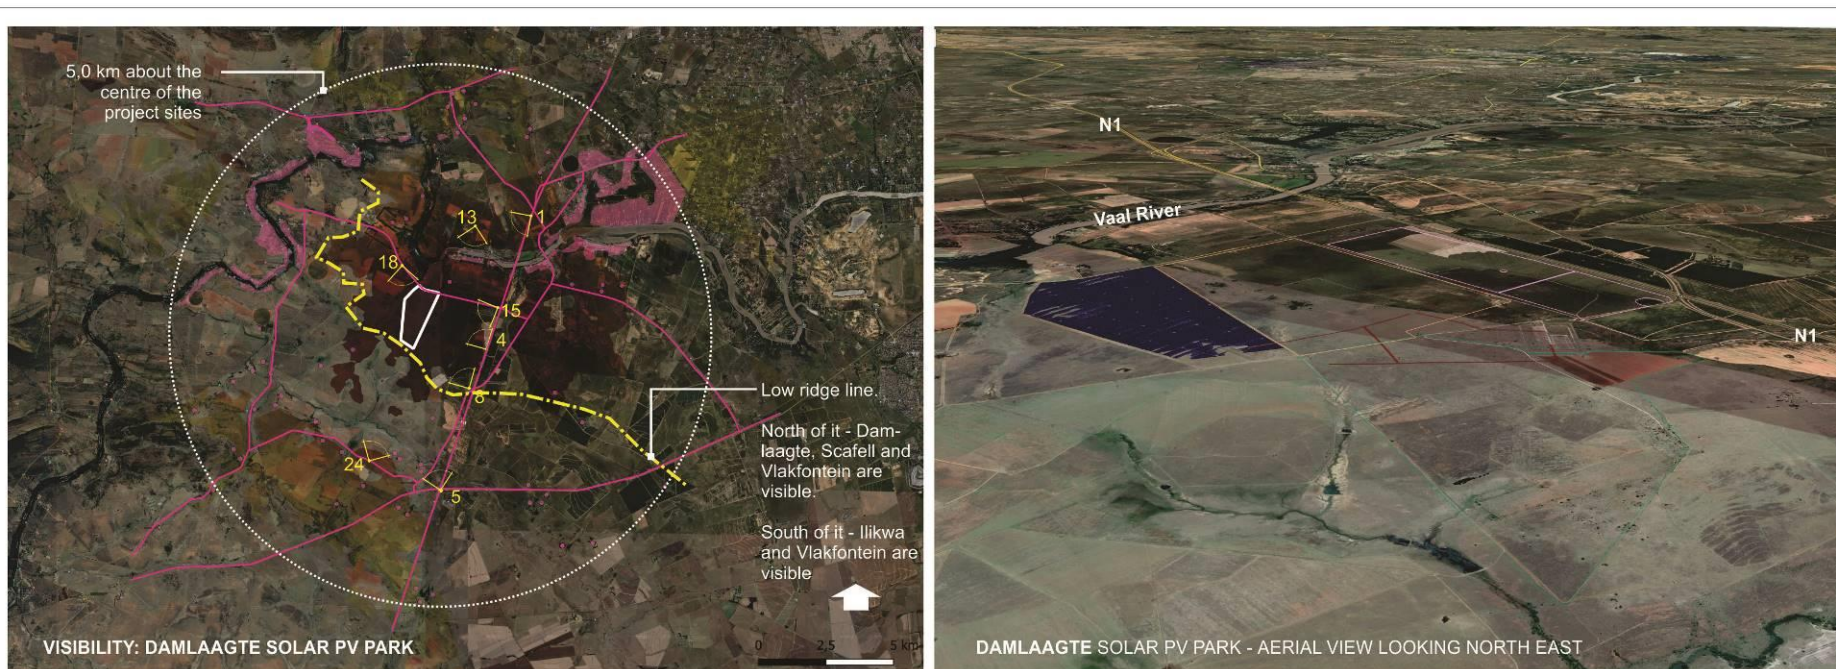 5.0 km about the
centre of the
project sites
13
1
18
15
4
8
24
5
Low ridge line.
North of it - Dam-
laagte, Scafell and
Vlakfontein are
visible.
South of it - Ilikwa
and Vlakfontein are
visible
0 2,5 5 km
VISIBILITY: DAMLAAGTE SOLAR PV PARK
N1
Vaal River
N1
DAMLAAGTE SOLAR PV PARK - AERIAL VIEW LOOKING NORTH EAST